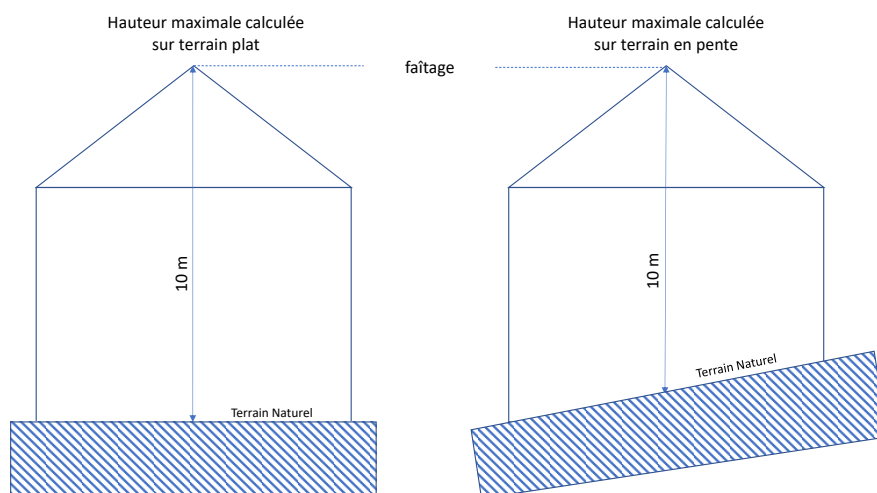 Hauteur maximale calculée
sur terrain plat
Hauteur maximale calculée
sur terrain en pente
faîtage
10 m
10 m
Terrain Naturel
Terrain Naturel